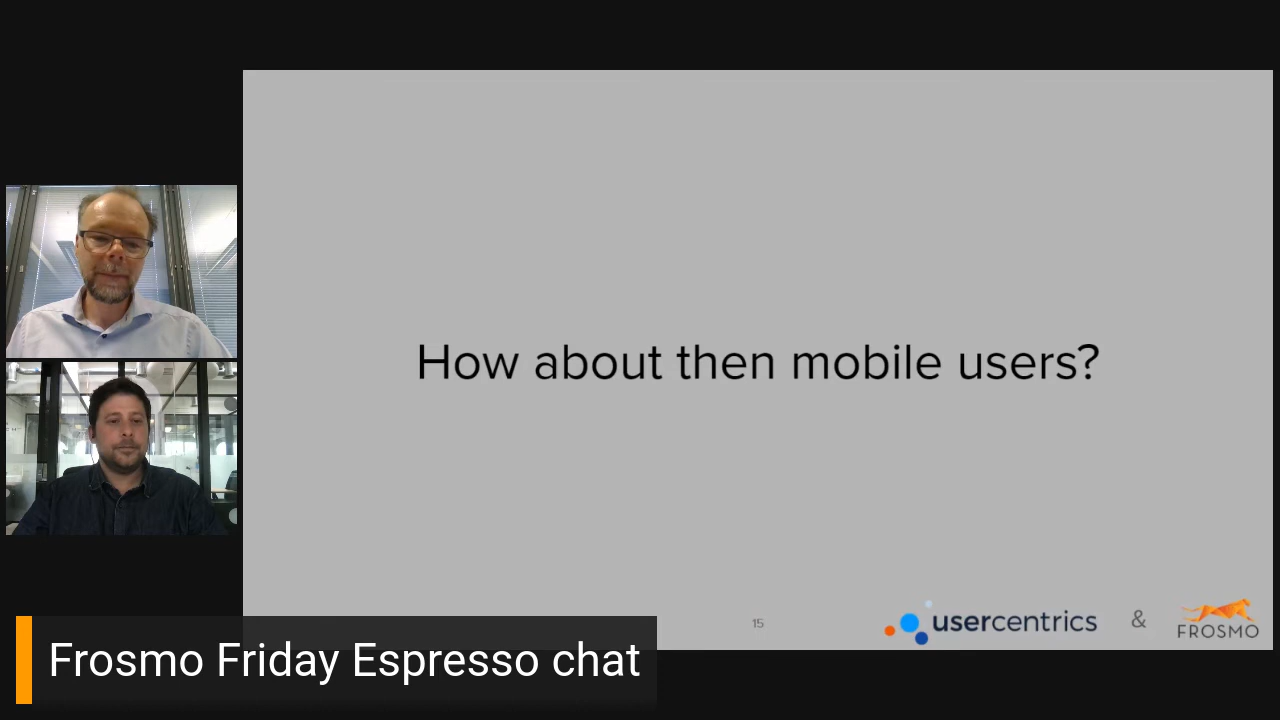 How about then mobile users?
15
usercentrics & FROSMO
Frosmo Friday Espresso chat